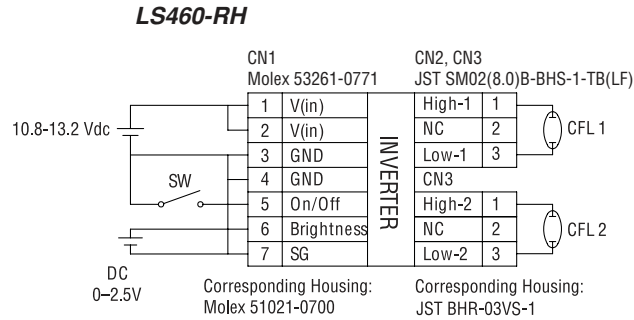 LS460-RH
CN1
Molex 53261-0771
CN2, CN3
JST SM02(8.0)B-BHS-1-TB(LF)
10.8-13.2 Vdc
1 V(in)
2 V(in)
3 GND
4 GND
5 On/Off
6 Brightness
7 SG
SW
DC
0–2.5V
INVERTER
High-1 1
NC 2
Low-1 3
CFL 1
CN3
High-2 1
NC 2
Low-2 3
CFL 2
Corresponding Housing:
Molex 51021-0700
Corresponding Housing:
JST BHR-03VS-1